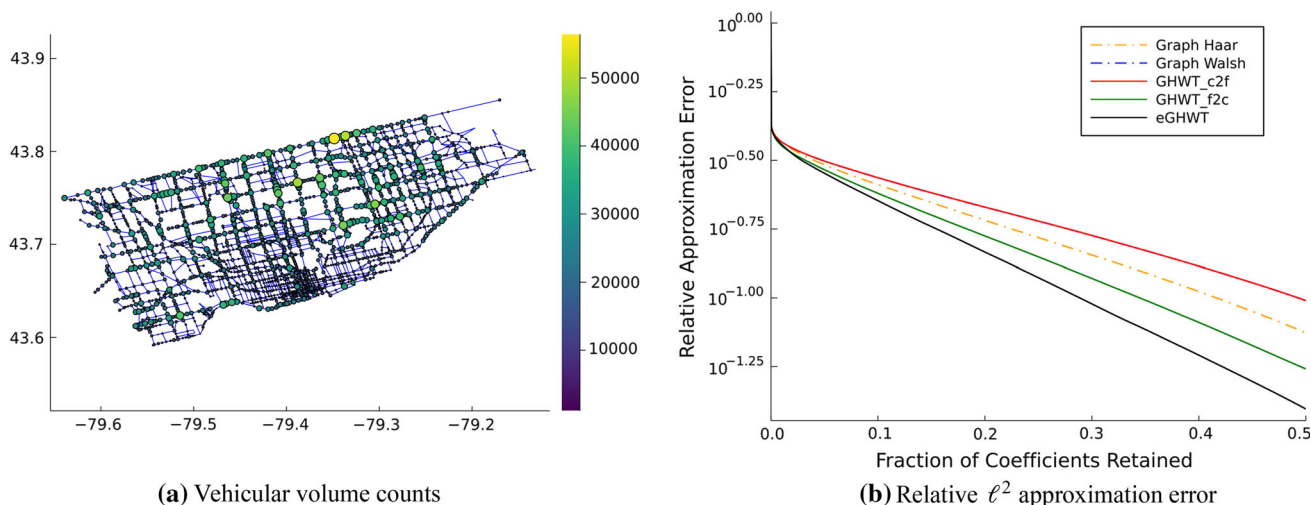 43.9
43.8
43.7
43.6
−79.6
−79.5
−79.4
−79.3
−79.2
50000
40000
30000
20000
10000
(a) Vehicular volume counts
Relative Approximation Error
10^0.00
10^−0.25
10^−0.50
10^−0.75
10^−1.00
10^−1.25
0.0
0.1
0.2
0.3
0.4
0.5
Fraction of Coefficients Retained
Graph Haar
Graph Walsh
GHWT_c2f
GHWT_f2c
eGHWT
(b) Relative ℓ² approximation error